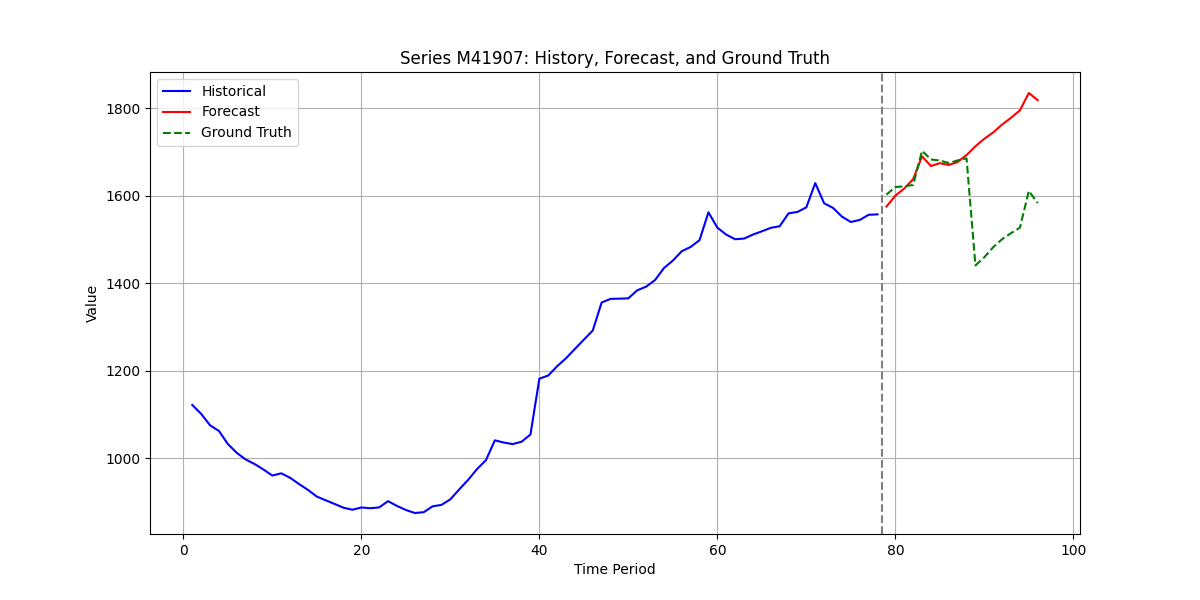 Series M41907: History, Forecast, and Ground Truth
Historical
Forecast
Ground Truth
Value
1800
1600
1400
1200
1000
0 20 40 60 80 100
Time Period